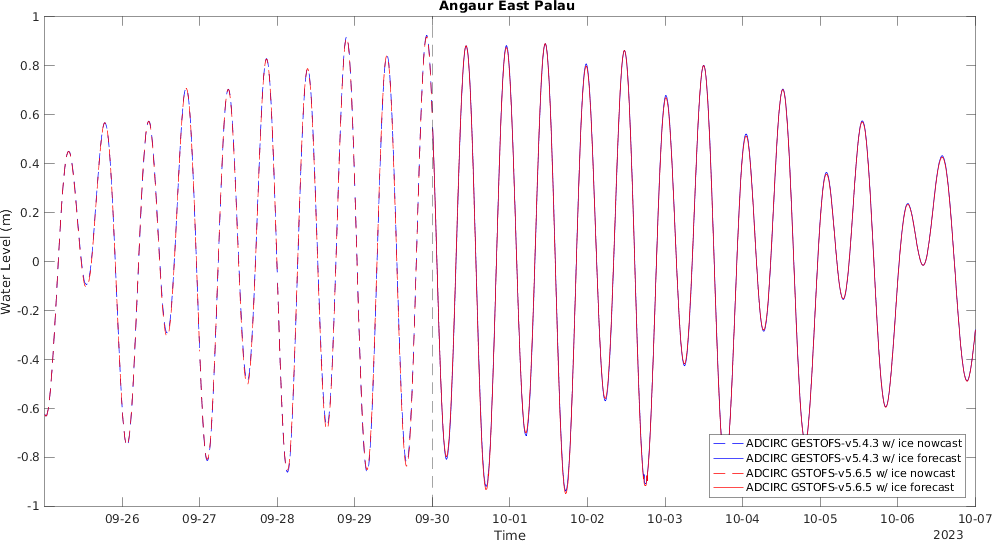 Angaur East Palau
Water Level (m)
1
0.8
0.6
0.4
0.2
0
-0.2
-0.4
-0.6
-0.8
-1
ADCIRC GESTOFS-v5.4.3 w/ ice nowcast
ADCIRC GESTOFS-v5.4.3 w/ ice forecast
ADCIRC GSTOFS-v5.6.5 w/ ice nowcast
ADCIRC GSTOFS-v5.6.5 w/ ice forecast
09-26 09-27 09-28 09-29 09-30 10-01 10-02 10-03 10-04 10-05 10-06 10-07
Time
2023